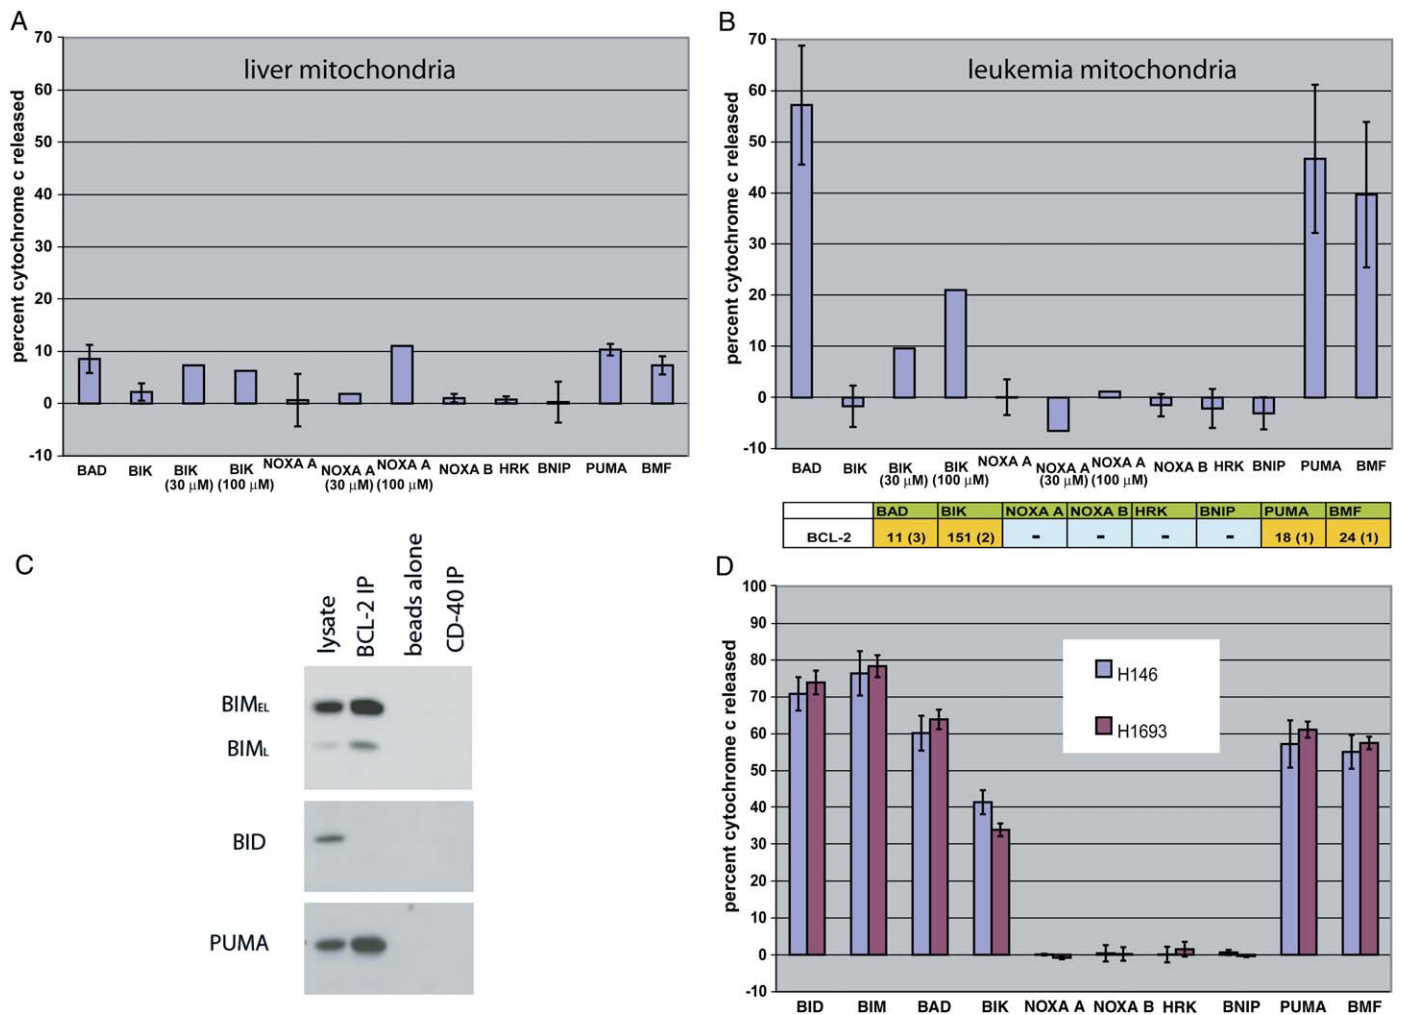 A
liver mitochondria
percent cytochrome c released
70
60
50
40
30
20
10
0
-10
BAD
BIK
BIK (30 µM)
BIK (100 µM)
NOXA A
NOXA A (30 µM)
NOXA A (100 µM)
NOXA B
HRK
BNIP
PUMA
BMF
B
leukemia mitochondria
percent cytochrome c released
70
60
50
40
30
20
10
0
-10
BAD
BIK
BIK (30 µM)
BIK (100 µM)
NOXA A
NOXA A (30 µM)
NOXA A (100 µM)
NOXA B
HRK
BNIP
PUMA
BMF
BAD BIK NOXA A NOXA B HRK BNIP PUMA BMF
BCL-2 11 (3) 151 (2) - - - - 18 (1) 24 (1)
C
lysate
BCL-2 IP
beads alone
CD-40 IP
BIMEL
BIML
BID
PUMA
D
percent cytochrome c released
100
90
80
70
60
50
40
30
20
10
0
-10
H146
H1693
BID
BIM
BAD
BIK
NOXA A
NOXA B
HRK
BNIP
PUMA
BMF